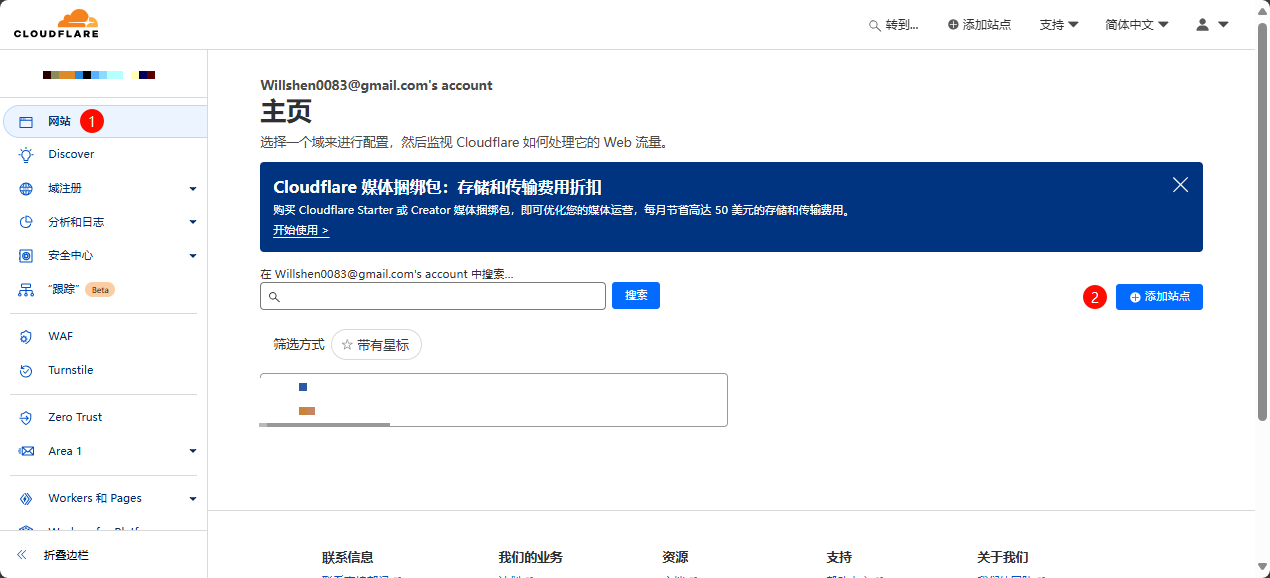 CLOUDFLARE
转到...
添加站点
支持
简体中文
网站 1
Discover
域注册
分析和日志
安全中心
“跟踪” Beta
WAF
Turnstile
Zero Trust
Area 1
Workers 和 Pages
折叠边栏
Willshen0083@gmail.com's account
主页
选择一个域来进行配置，然后监视 Cloudflare 如何处理它的 Web 流量。
Cloudflare 媒体捆绑包：存储和传输费用折扣
购买 Cloudflare Starter 或 Creator 媒体捆绑包，即可优化您的媒体运营，每月节省高达 50 美元的存储和传输费用。
开始使用 >
在 Willshen0083@gmail.com's account 中搜索...
搜索
2 添加站点
筛选方式 带有星标
联系信息
我们的业务
资源
支持
关于我们